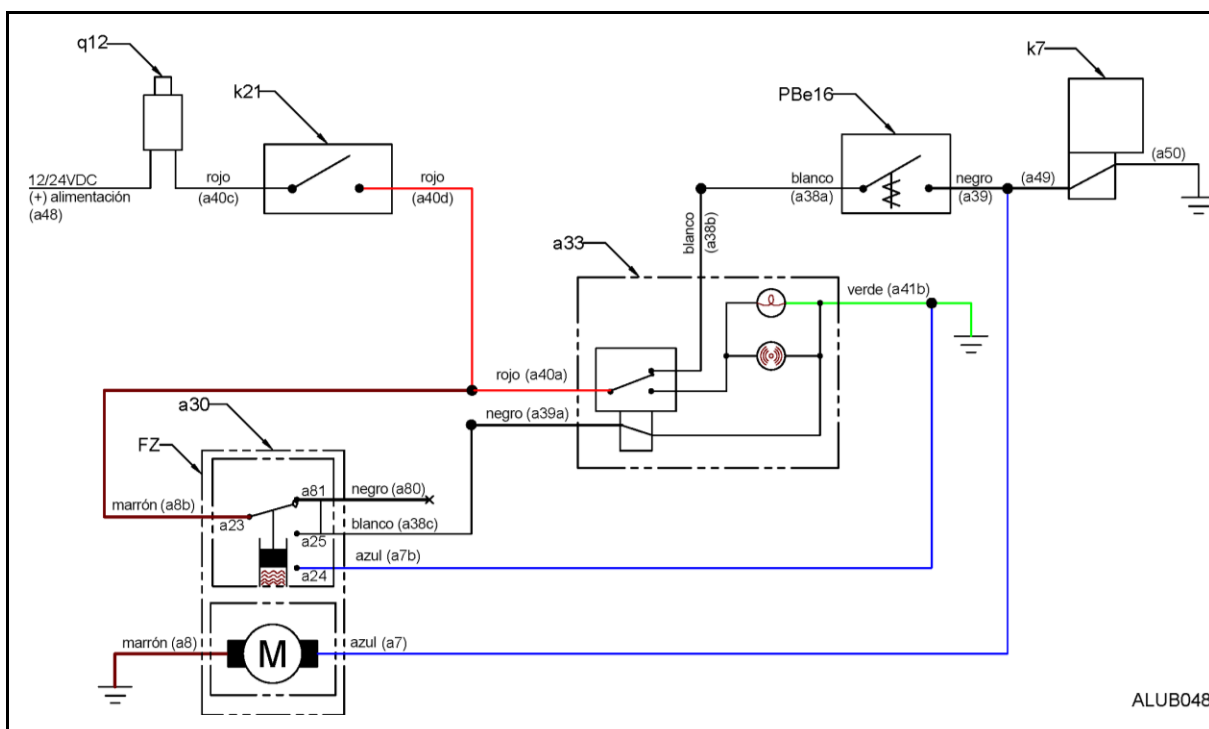 q12
k7
k21
PBe16
12/24VDC
(+) alimentación
(a48)
rojo
(a40c)
rojo
(a40d)
blanco
(a38a)
negro
(a39)
(a49)
(a50)
blanco
(a38b)
a33
verde (a41b)
rojo (a40a)
negro (a39a)
a30
FZ
marrón (a8b)
a23
a81
negro (a80)
a25
blanco (a38c)
a24
azul (a7b)
marrón (a8)
M
azul (a7)
ALUB048